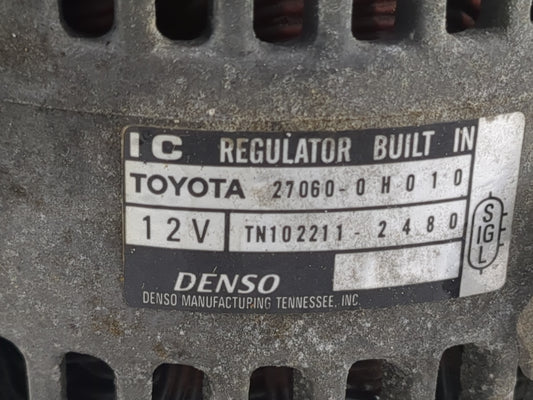 IC REGULATOR BUILT IN
TOYOTA 27060-0H010
12V TN102211-2480
S
IG
L
DENSO
DENSO MANUFACTURING TENNESSEE, INC.